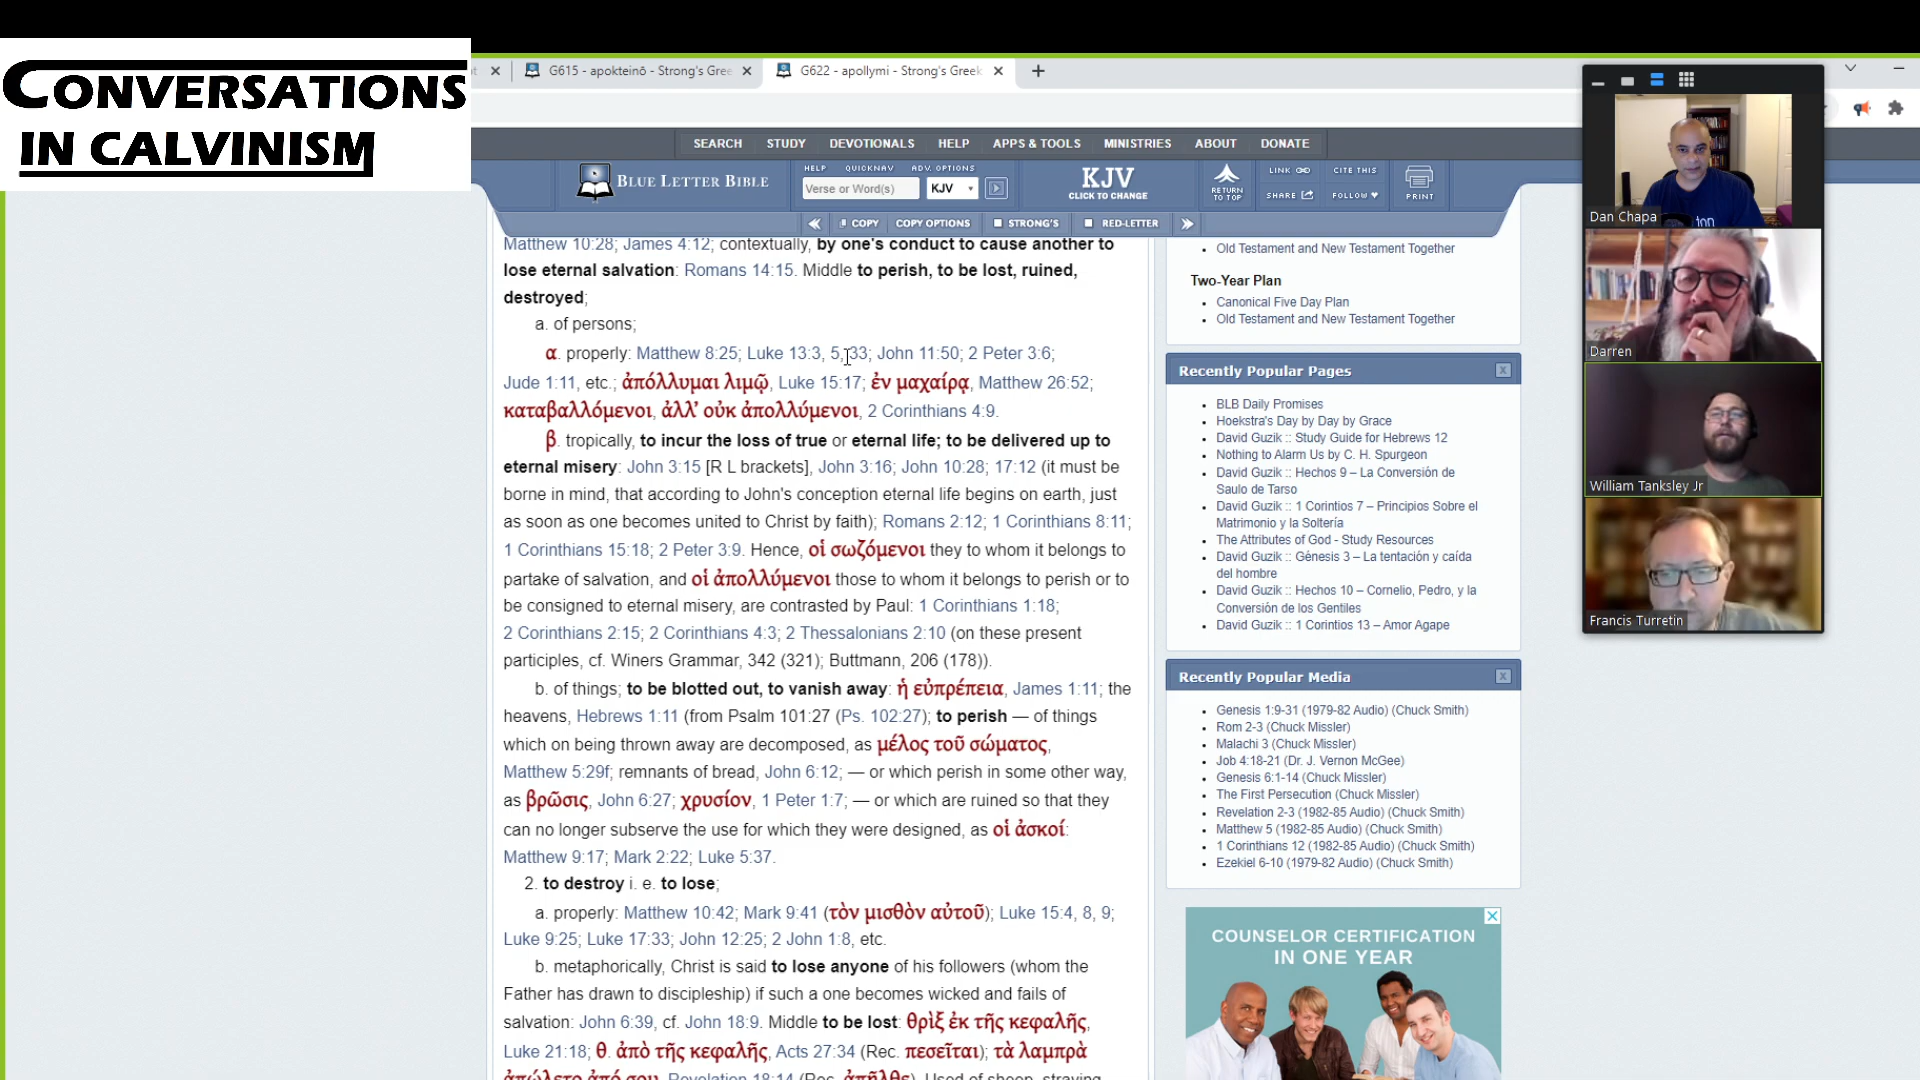 CONVERSATIONS
IN CALVINISM
G615 - apokteinō - Strong's Gree
G622 - apollymi - Strong's Greek
SEARCH STUDY DEVOTIONALS HELP APPS & TOOLS MINISTRIES ABOUT DONATE
BLUE LETTER BIBLE
HELP QUICKNAV ADV. OPTIONS
Verse or Word(s) KJV
KJV
CLICK TO CHANGE
RETURN TO TOP
LINK CITE THIS
SHARE FOLLOW
PRINT
COPY COPY OPTIONS STRONG'S RED-LETTER
Matthew 10:28; James 4:12; contextually, by one's conduct to cause another to
lose eternal salvation: Romans 14:15. Middle to perish, to be lost, ruined,
destroyed;
a. of persons;
α. properly: Matthew 8:25; Luke 13:3, 5, 33; John 11:50; 2 Peter 3:6;
Jude 1:11, etc.; ἀπόλλυμαι λιμῷ, Luke 15:17; ἐν μαχαίρᾳ, Matthew 26:52;
καταβαλλόμενοι, ἀλλ' οὐκ ἀπολλύμενοι, 2 Corinthians 4:9.
β. tropically, to incur the loss of true or eternal life; to be delivered up to
eternal misery: John 3:15 [R L brackets], John 3:16; John 10:28; 17:12 (it must be
borne in mind, that according to John's conception eternal life begins on earth, just
as soon as one becomes united to Christ by faith); Romans 2:12; 1 Corinthians 8:11;
1 Corinthians 15:18; 2 Peter 3:9. Hence, οἱ σωζόμενοι they to whom it belongs to
partake of salvation, and οἱ ἀπολλύμενοι those to whom it belongs to perish or to
be consigned to eternal misery, are contrasted by Paul: 1 Corinthians 1:18;
2 Corinthians 2:15; 2 Corinthians 4:3; 2 Thessalonians 2:10 (on these present
participles, cf. Winers Grammar, 342 (321); Buttmann, 206 (178)).
b. of things; to be blotted out, to vanish away: ἡ εὐπρέπεια, James 1:11; the
heavens, Hebrews 1:11 (from Psalm 101:27 (Ps. 102:27); to perish — of things
which on being thrown away are decomposed, as μέλος τοῦ σώματος,
Matthew 5:29f; remnants of bread, John 6:12; — or which perish in some other way,
as βρῶσις, John 6:27; χρυσίον, 1 Peter 1:7; — or which are ruined so that they
can no longer subserve the use for which they were designed, as οἱ ἀσκοί:
Matthew 9:17; Mark 2:22; Luke 5:37.
2. to destroy i. e. to lose;
a. properly: Matthew 10:42; Mark 9:41 (τὸν μισθὸν αὐτοῦ); Luke 15:4, 8, 9;
Luke 9:25; Luke 17:33; John 12:25; 2 John 1:8, etc.
b. metaphorically, Christ is said to lose anyone of his followers (whom the
Father has drawn to discipleship) if such a one becomes wicked and fails of
salvation: John 6:39, cf. John 18:9. Middle to be lost: θρὶξ ἐκ τῆς κεφαλῆς,
Luke 21:18; θ. ἀπὸ τῆς κεφαλῆς, Acts 27:34 (Rec. πεσεῖται); τὰ λαμπρὰ
ἀπώλετο ἀπό σου, Revelation 18:14 (Rec. ἀπῆλθε). Used of sheep, straying
Old Testament and New Testament Together
Two-Year Plan
Canonical Five Day Plan
Old Testament and New Testament Together
Recently Popular Pages
BLB Daily Promises
Hoekstra's Day by Day by Grace
David Guzik :: Study Guide for Hebrews 12
Nothing to Alarm Us by C. H. Spurgeon
David Guzik :: Hechos 9 – La Conversión de
Saulo de Tarso
David Guzik :: 1 Corintios 7 – Principios Sobre el
Matrimonio y la Soltería
The Attributes of God - Study Resources
David Guzik :: Génesis 3 – La tentación y caída
del hombre
David Guzik :: Hechos 10 – Cornelio, Pedro, y la
Conversión de los Gentiles
David Guzik :: 1 Corintios 13 – Amor Agape
Recently Popular Media
Genesis 1:9-31 (1979-82 Audio) (Chuck Smith)
Rom 2-3 (Chuck Missler)
Malachi 3 (Chuck Missler)
Job 4:18-21 (Dr. J. Vernon McGee)
Genesis 6:1-14 (Chuck Missler)
The First Persecution (Chuck Missler)
Revelation 2-3 (1982-85 Audio) (Chuck Smith)
Matthew 5 (1982-85 Audio) (Chuck Smith)
1 Corinthians 12 (1982-85 Audio) (Chuck Smith)
Ezekiel 6-10 (1979-82 Audio) (Chuck Smith)
COUNSELOR CERTIFICATION
IN ONE YEAR
Dan Chapa
Darren
William Tanksley Jr
Francis Turretin